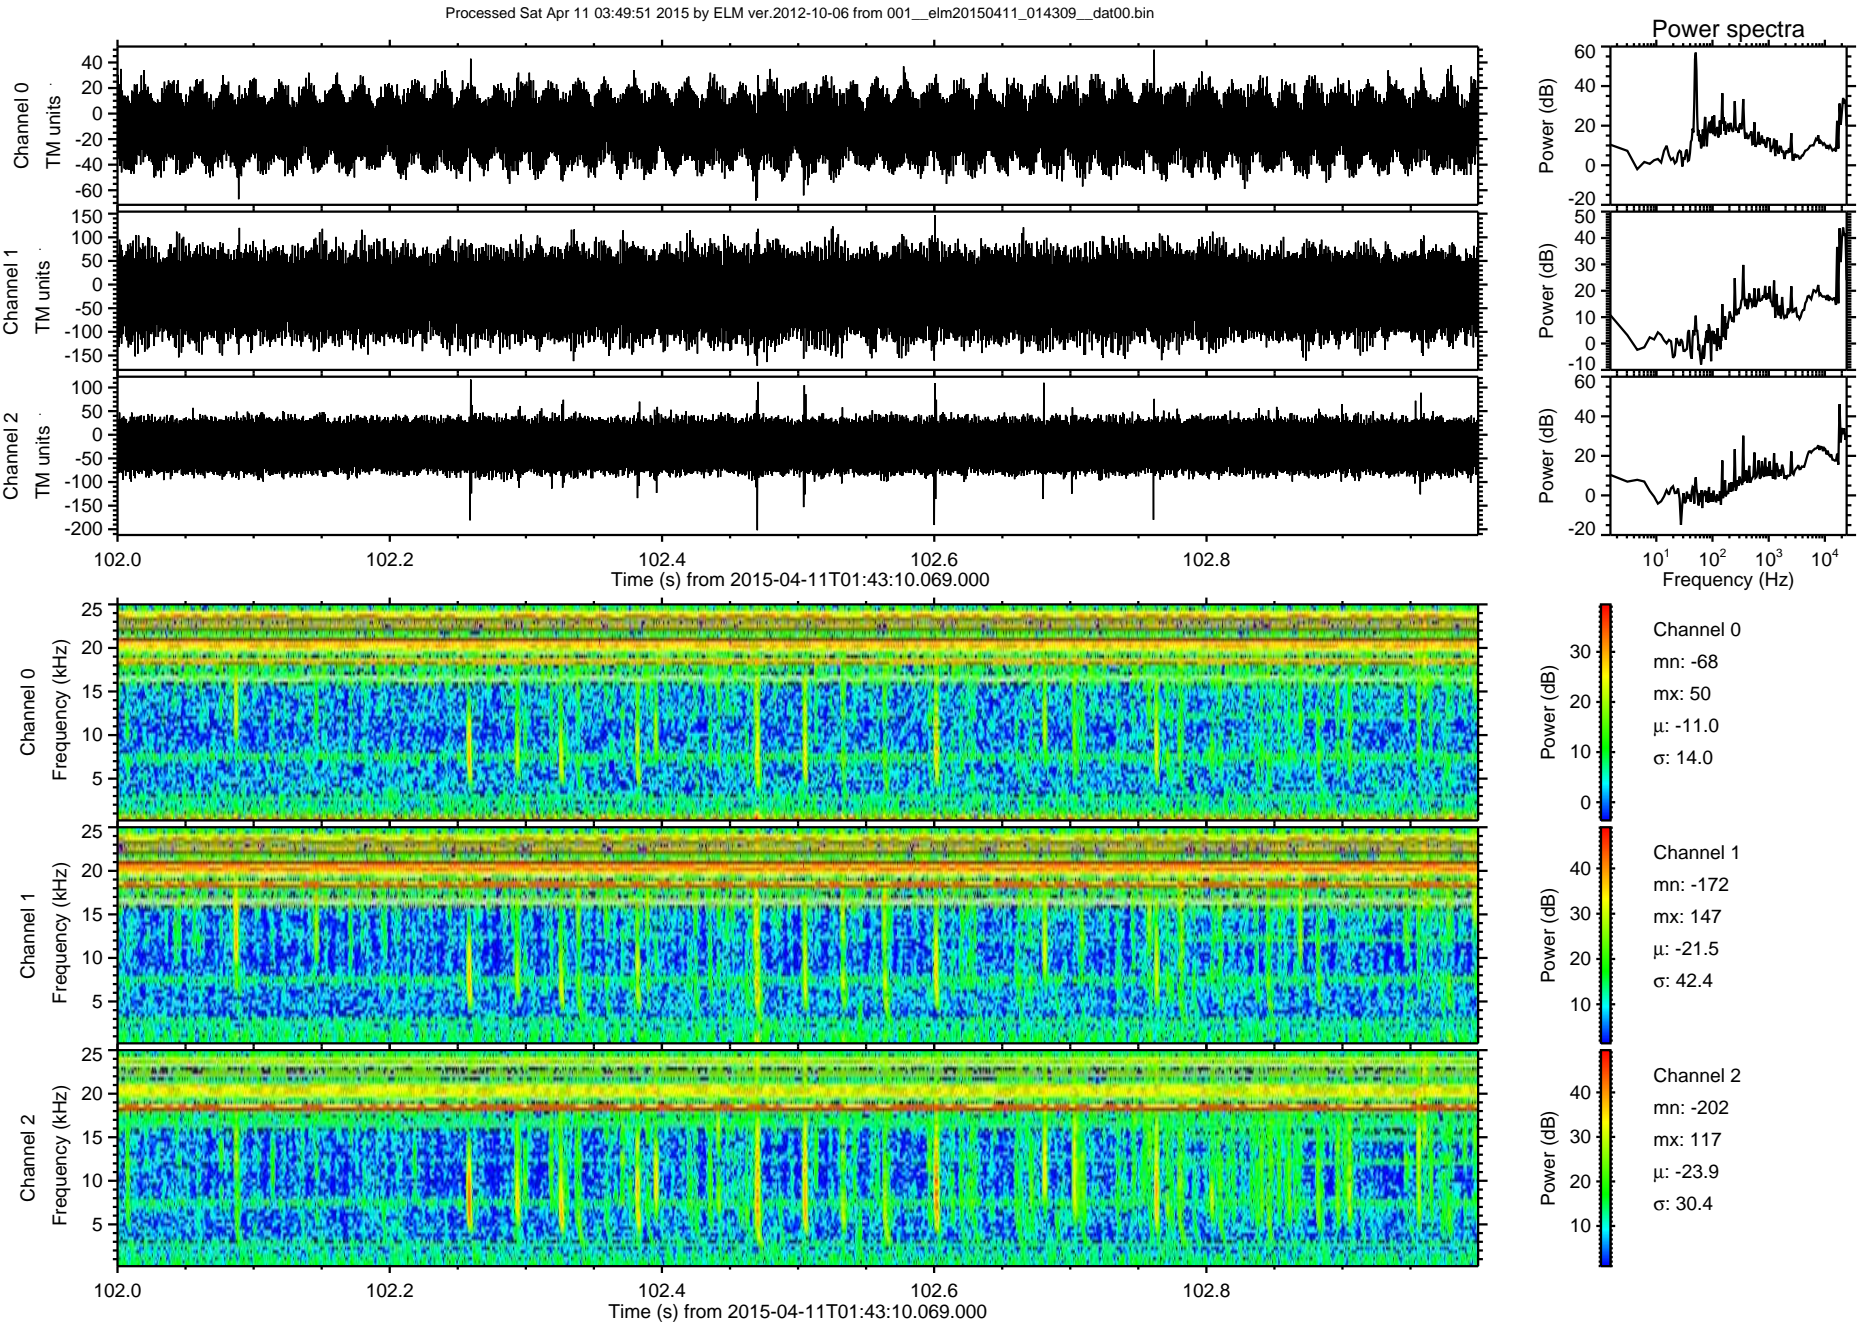 Processed Sat Apr 11 03:49:51 2015 by ELM ver.2012-10-06 from 001__elm20150411_014309__dat00.bin
Power spectra
Channel 0
TM units
40
20
0
-20
-40
-60
Power (dB)
60
40
20
0
-20
Channel 1
TM units
150
100
50
0
-50
-100
-150
Power (dB)
50
40
30
20
10
0
-10
Channel 2
TM units
100
50
0
-50
-100
-150
-200
Power (dB)
60
40
20
0
-20
102.0 102.2 102.4 102.6 102.8
Time (s) from 2015-04-11T01:43:10.069.000
10¹ 10² 10³ 10⁴
Frequency (Hz)
Channel 0
Frequency (kHz)
25
20
15
10
5
Power (dB)
30
20
10
0
Channel 0
mn: -68
mx: 50
μ: -11.0
σ: 14.0
Channel 1
Frequency (kHz)
25
20
15
10
5
Power (dB)
40
30
20
10
Channel 1
mn: -172
mx: 147
μ: -21.5
σ: 42.4
Channel 2
Frequency (kHz)
25
20
15
10
5
Power (dB)
40
30
20
10
Channel 2
mn: -202
mx: 117
μ: -23.9
σ: 30.4
102.0 102.2 102.4 102.6 102.8
Time (s) from 2015-04-11T01:43:10.069.000